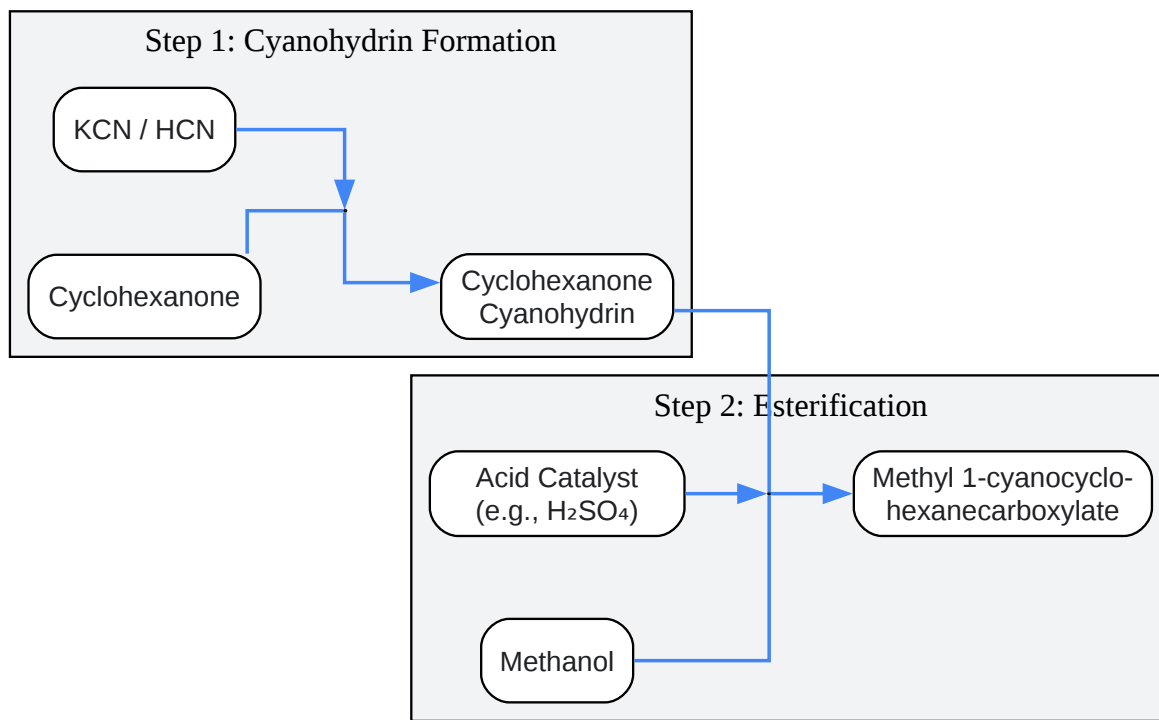 Step 1: Cyanohydrin Formation
KCN / HCN
Cyclohexanone
Cyclohexanone
Cyanohydrin
Step 2: Esterification
Acid Catalyst
(e.g., H₂SO₄)
Methyl 1-cyanocyclo-
hexanecarboxylate
Methanol